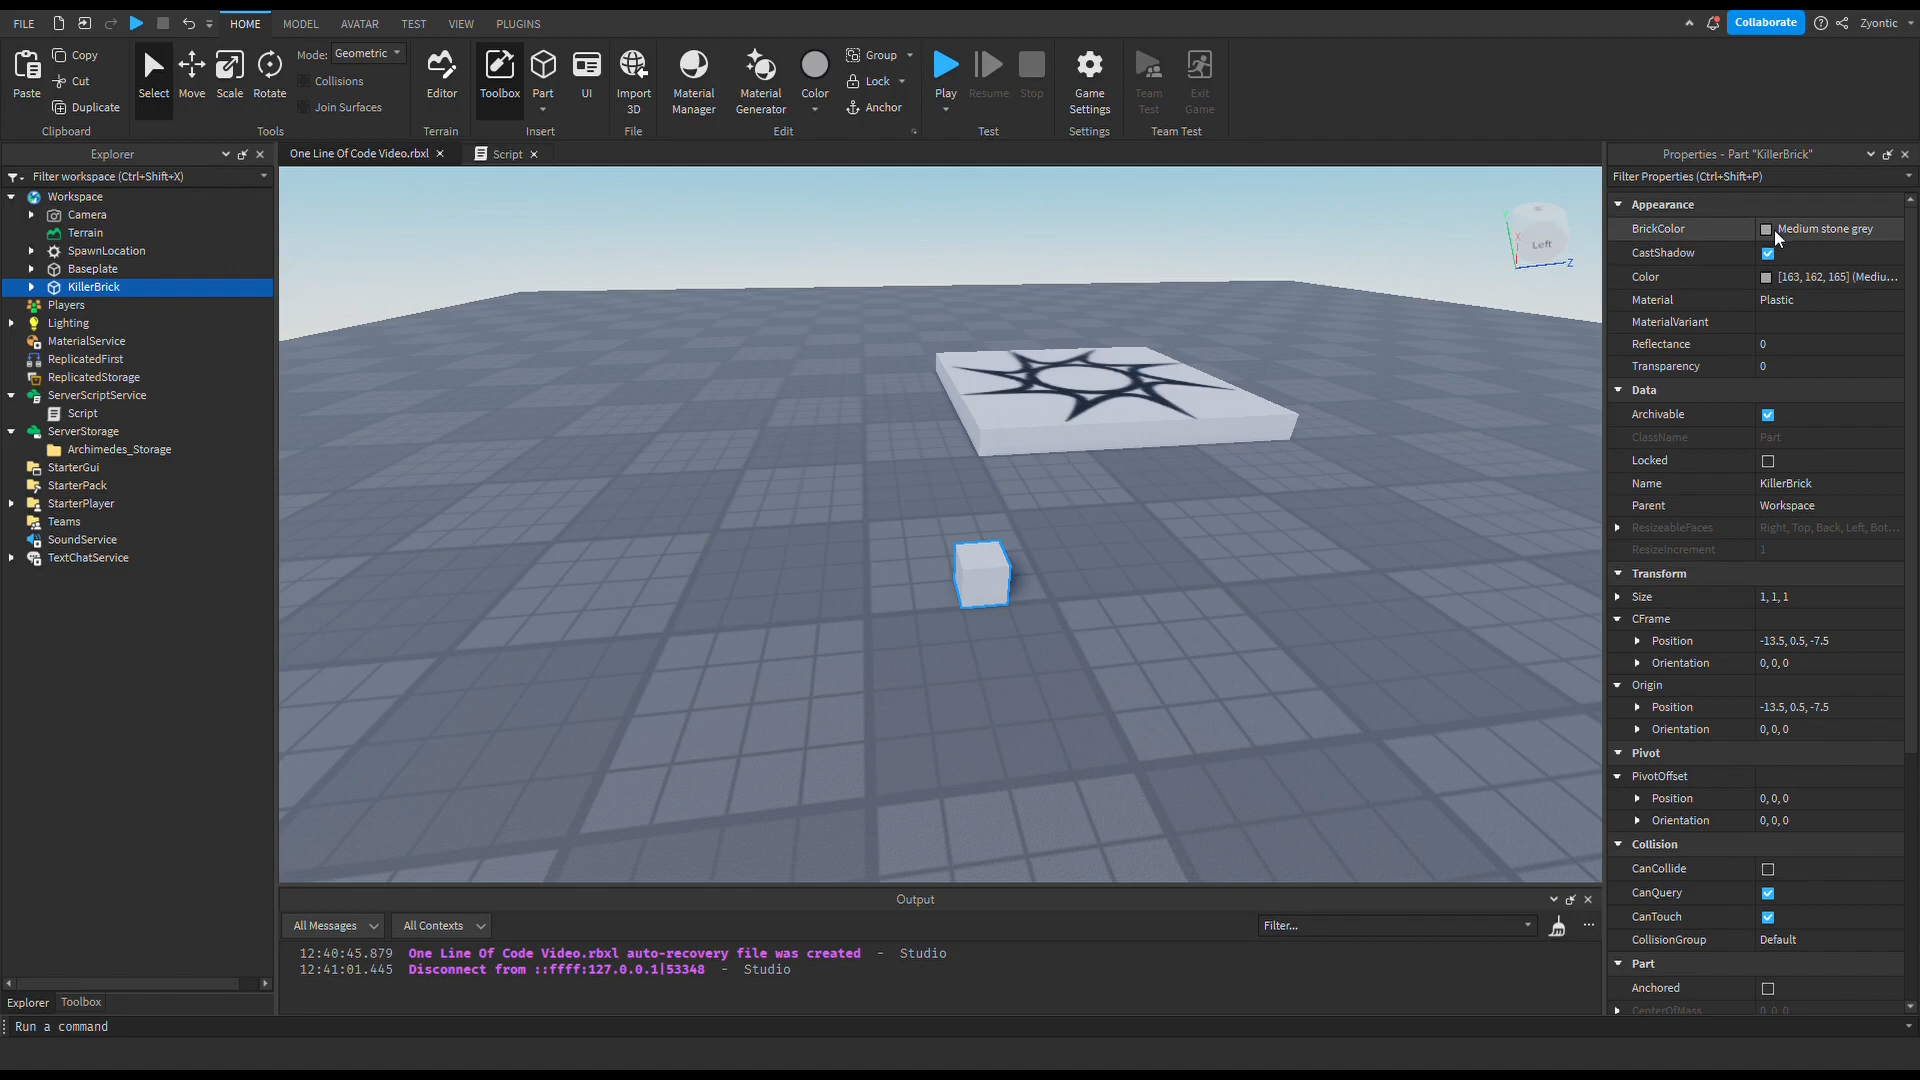 FILE HOME MODEL AVATAR TEST VIEW PLUGINS Collaborate Zyontic
Paste Copy Cut Duplicate Clipboard
Select Move Scale Rotate Mode: Geometric Collisions Join Surfaces Tools
Editor Terrain
Toolbox Part UI Insert
Import 3D File
Material Manager Material Generator Color Group Lock Anchor Edit
Play Resume Stop Test
Game Settings Settings
Team Test Exit Game Team Test
Explorer
Filter workspace (Ctrl+Shift+X)
Workspace
Camera
Terrain
SpawnLocation
Baseplate
KillerBrick
Players
Lighting
MaterialService
ReplicatedFirst
ReplicatedStorage
ServerScriptService
Script
ServerStorage
Archimedes_Storage
StarterGui
StarterPack
StarterPlayer
Teams
SoundService
TextChatService
Explorer Toolbox
One Line Of Code Video.rbxl Script
Y X Left Z
Output
All Messages All Contexts Filter...
12:40:45.879 One Line Of Code Video.rbxl auto-recovery file was created - Studio
12:41:01.445 Disconnect from ::ffff:127.0.0.1|53348 - Studio
Properties - Part "KillerBrick"
Filter Properties (Ctrl+Shift+P)
Appearance
BrickColor Medium stone grey
CastShadow
Color [163, 162, 165] (Mediu...
Material Plastic
MaterialVariant
Reflectance 0
Transparency 0
Data
Archivable
ClassName Part
Locked
Name KillerBrick
Parent Workspace
ResizeableFaces Right, Top, Back, Left, Bot...
ResizeIncrement 1
Transform
Size 1, 1, 1
CFrame
Position -13.5, 0.5, -7.5
Orientation 0, 0, 0
Origin
Position -13.5, 0.5, -7.5
Orientation 0, 0, 0
Pivot
PivotOffset
Position 0, 0, 0
Orientation 0, 0, 0
Collision
CanCollide
CanQuery
CanTouch
CollisionGroup Default
Part
Anchored
CenterOfMass 0, 0, 0
Run a command